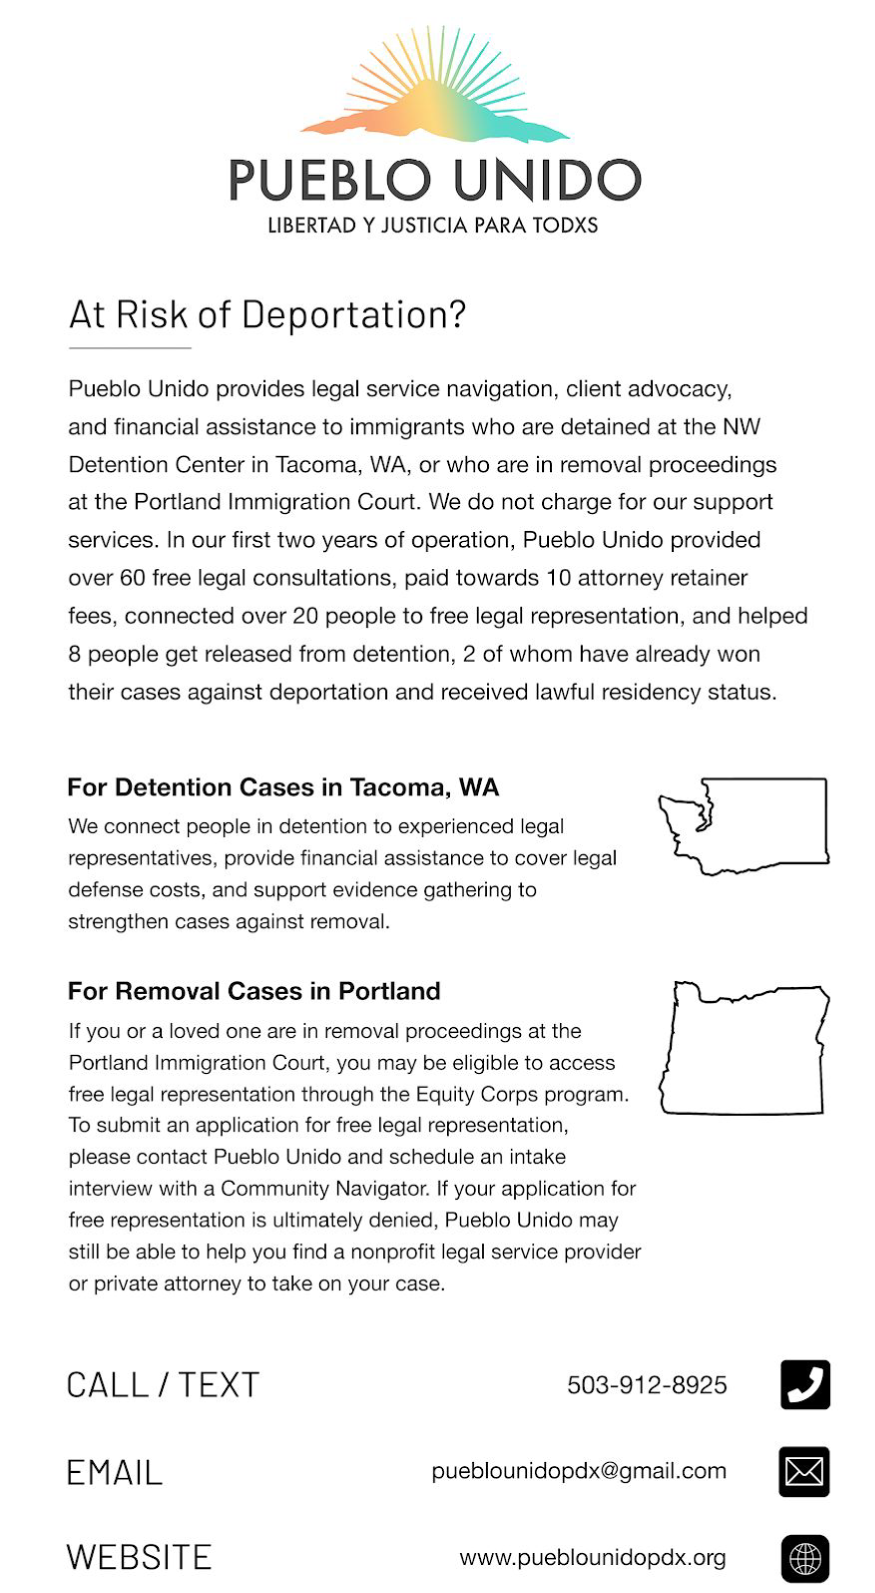 PUEBLO UNIDO
LIBERTAD Y JUSTICIA PARA TODXS
At Risk of Deportation?
Pueblo Unido provides legal service navigation, client advocacy,
and financial assistance to immigrants who are detained at the NW
Detention Center in Tacoma, WA, or who are in removal proceedings
at the Portland Immigration Court. We do not charge for our support
services. In our first two years of operation, Pueblo Unido provided
over 60 free legal consultations, paid towards 10 attorney retainer
fees, connected over 20 people to free legal representation, and helped
8 people get released from detention, 2 of whom have already won
their cases against deportation and received lawful residency status.
For Detention Cases in Tacoma, WA
We connect people in detention to experienced legal
representatives, provide financial assistance to cover legal
defense costs, and support evidence gathering to
strengthen cases against removal.
For Removal Cases in Portland
If you or a loved one are in removal proceedings at the
Portland Immigration Court, you may be eligible to access
free legal representation through the Equity Corps program.
To submit an application for free legal representation,
please contact Pueblo Unido and schedule an intake
interview with a Community Navigator. If your application for
free representation is ultimately denied, Pueblo Unido may
still be able to help you find a nonprofit legal service provider
or private attorney to take on your case.
CALL / TEXT 503-912-8925
EMAIL pueblounidopdx@gmail.com
WEBSITE www.pueblounidopdx.org